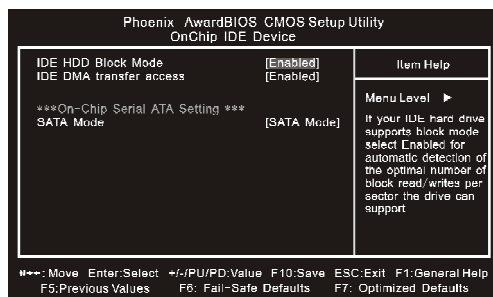 Phoenix AwardBIOS CMOS Setup Utility
OnChip IDE Device
IDE HDD Block Mode [Enabled]
IDE DMA transfer access [Enabled]
***On-Chip Serial ATA Setting ***
SATA Mode [SATA Mode]
Item Help
Menu Level ►
If your IDE hard drive
supports block mode
select Enabled for
automatic detection of
the optimal number of
block read/writes per
sector the drive can
support
: Move Enter:Select +/-/PU/PD:Value F10:Save ESC:Exit F1:General Help
F5:Previous Values F6: Fail-Safe Defaults F7: Optimized Defaults